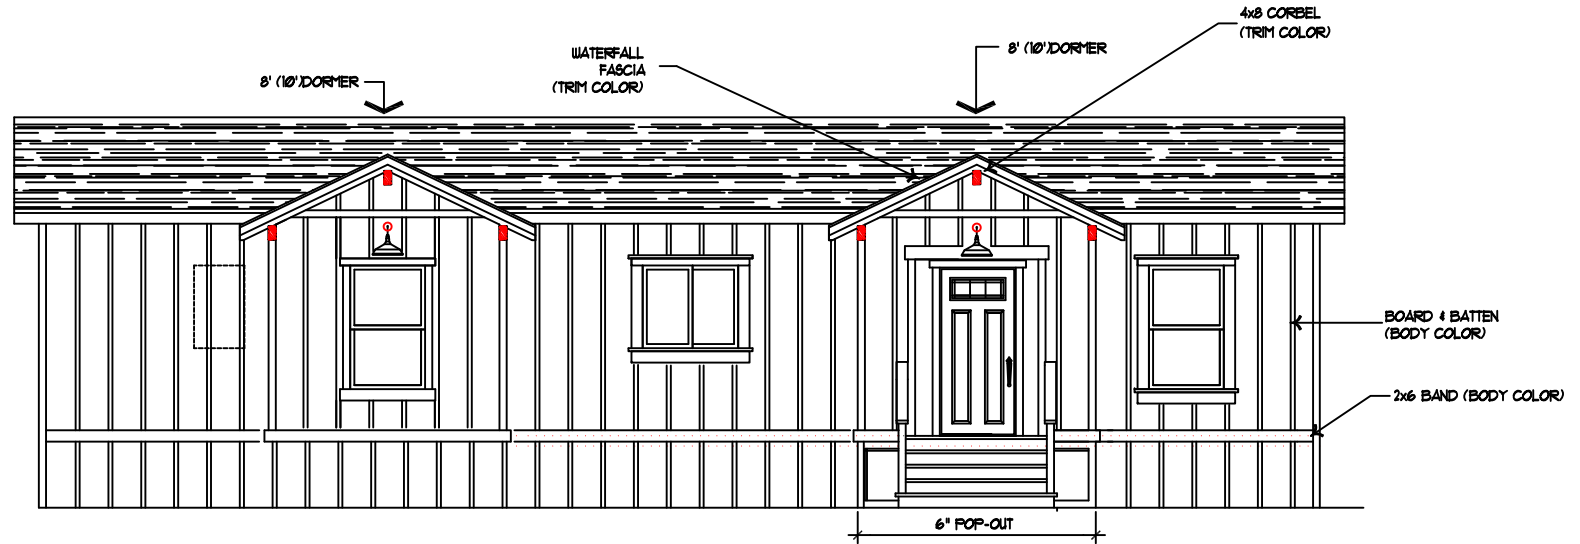 4x8 CORBEL
(TRIM COLOR)
WATERFALL
FASCIA
(TRIM COLOR)
8' (10')DORMER
8' (10')DORMER
BOARD & BATTEN
(BODY COLOR)
2x6 BAND (BODY COLOR)
6" POP-OUT